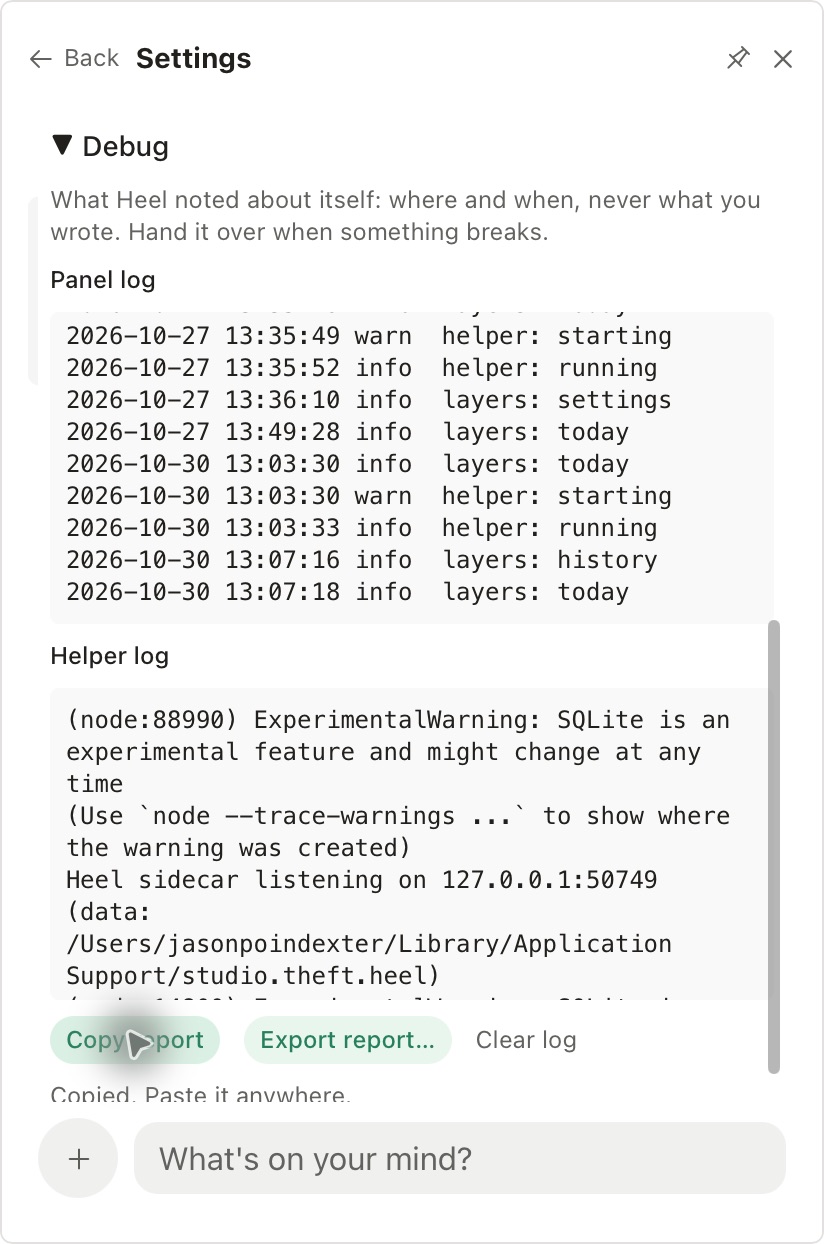 ← Back Settings
▼ Debug
What Heel noted about itself: where and when, never what you
wrote. Hand it over when something breaks.
Panel log
2026-10-27 13:35:49 warn helper: starting
2026-10-27 13:35:52 info helper: running
2026-10-27 13:36:10 info layers: settings
2026-10-27 13:49:28 info layers: today
2026-10-30 13:03:30 info layers: today
2026-10-30 13:03:30 warn helper: starting
2026-10-30 13:03:33 info helper: running
2026-10-30 13:07:16 info layers: history
2026-10-30 13:07:18 info layers: today
Helper log
(node:88990) ExperimentalWarning: SQLite is an
experimental feature and might change at any
time
(Use `node --trace-warnings ...` to show where
the warning was created)
Heel sidecar listening on 127.0.0.1:50749
(data:
/Users/jasonpoindexter/Library/Application
Support/studio.theft.heel)
Copy report Export report... Clear log
Copied. Paste it anywhere.
+ What's on your mind?